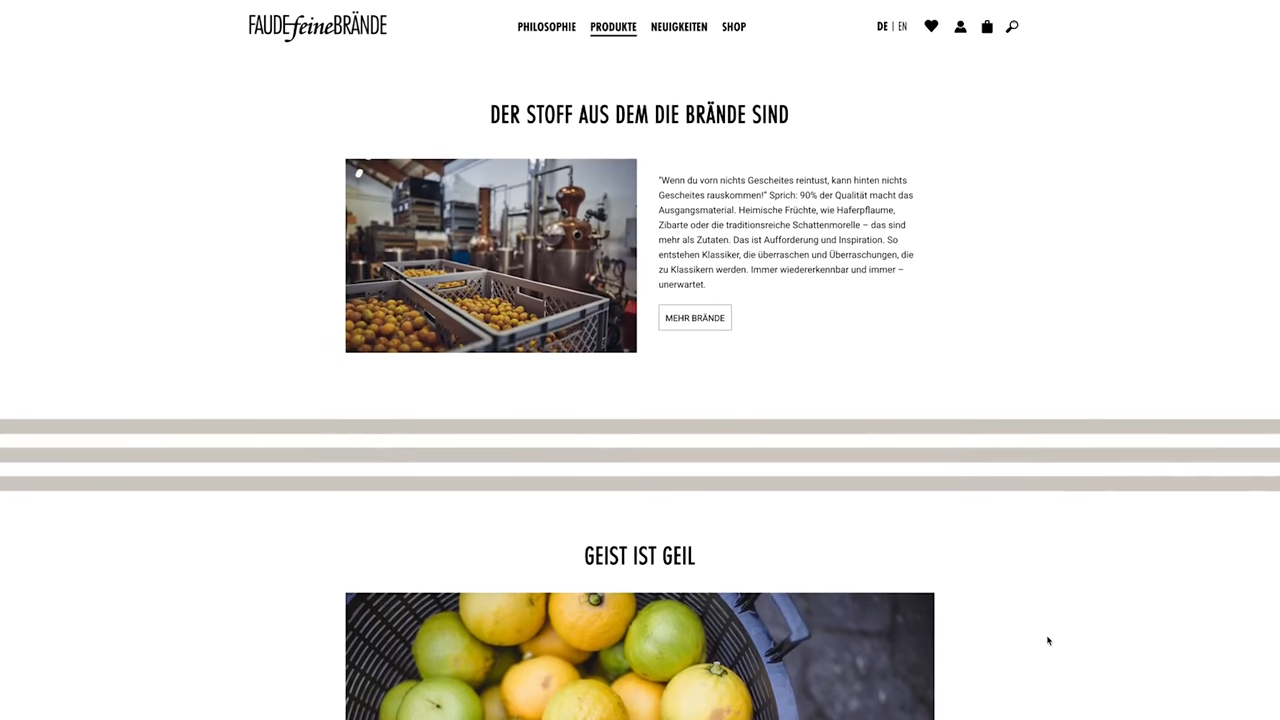 FAUDEfeineBRÄNDE
PHILOSOPHIE PRODUKTE NEUIGKEITEN SHOP
DE | EN
DER STOFF AUS DEM DIE BRÄNDE SIND
"Wenn du vorn nichts Gescheites reintust, kann hinten nichts
Gescheites rauskommen!" Sprich: 90% der Qualität macht das
Ausgangsmaterial. Heimische Früchte, wie Haferpflaume,
Zibarte oder die traditionsreiche Schattenmorelle – das sind
mehr als Zutaten. Das ist Aufforderung und Inspiration. So
entstehen Klassiker, die überraschen und Überraschungen, die
zu Klassikern werden. Immer wiedererkennbar und immer –
unerwartet.
MEHR BRÄNDE
GEIST IST GEIL